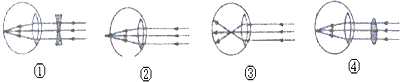 ① ② ③ ④